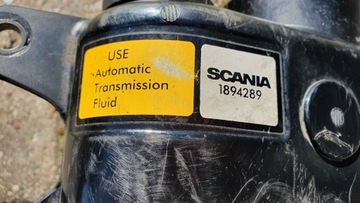 USE
Automatic
Transmission
Fluid
SCANIA
1894289